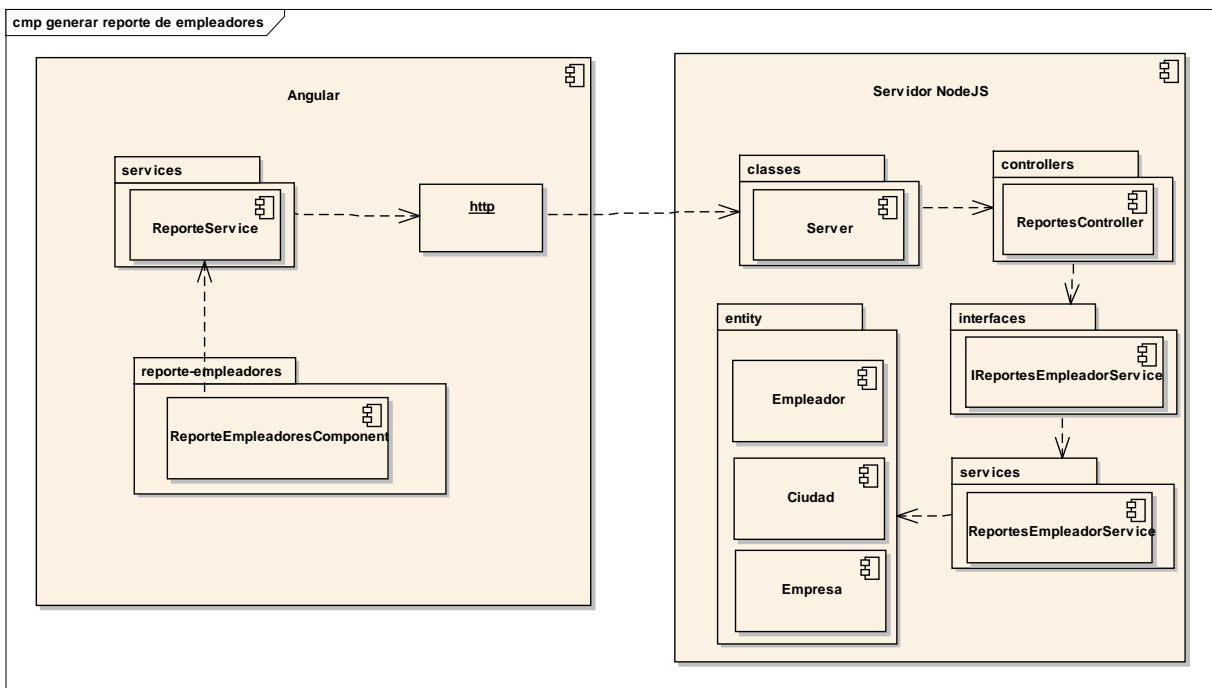 cmp generar reporte de empleadores
Angular
services
ReporteService
http
reporte-empleadores
ReporteEmpleadoresComponent
Servidor NodeJS
classes
Server
controllers
ReportesController
entity
Empleador
Ciudad
Empresa
interfaces
IReportesEmpleadorService
services
ReportesEmpleadorService